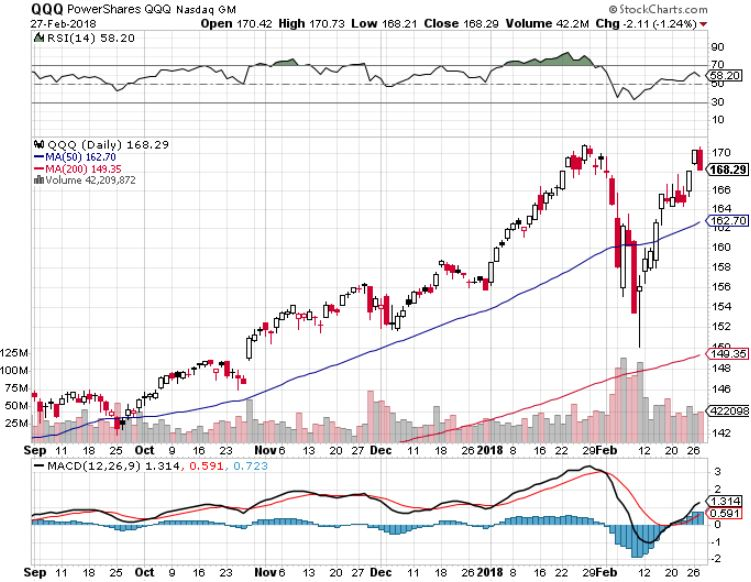 QQQ PowerShares QQQ Nasdaq GM © StockCharts.com
27-Feb-2018 Open 170.42 High 170.73 Low 168.21 Close 168.29 Volume 42.2M Chg -2.11 (-1.24%)
RSI(14) 58.20
90
70
58.20
50
30
10
QQQ (Daily) 168.29
MA(50) 162.70
MA(200) 149.35
Volume 42,209,872
170
168.29
166
164
162.70
162
160
158
156
154
152
125M 149.35
100M 148
75M 146
50M 422098
25M
142
Sep 11 18 25 Oct 9 16 23 Nov 6 13 20 27 Dec 11 18 26 2018 8 16 22 29 Feb 12 20 26
MACD(12,26,9) 1.314, 0.591, 0.723
3
2
1.314
0.591
0
-1
-2
Sep 11 18 25 Oct 9 16 23 Nov 6 13 20 27 Dec 11 18 26 2018 8 16 22 29 Feb 12 20 26